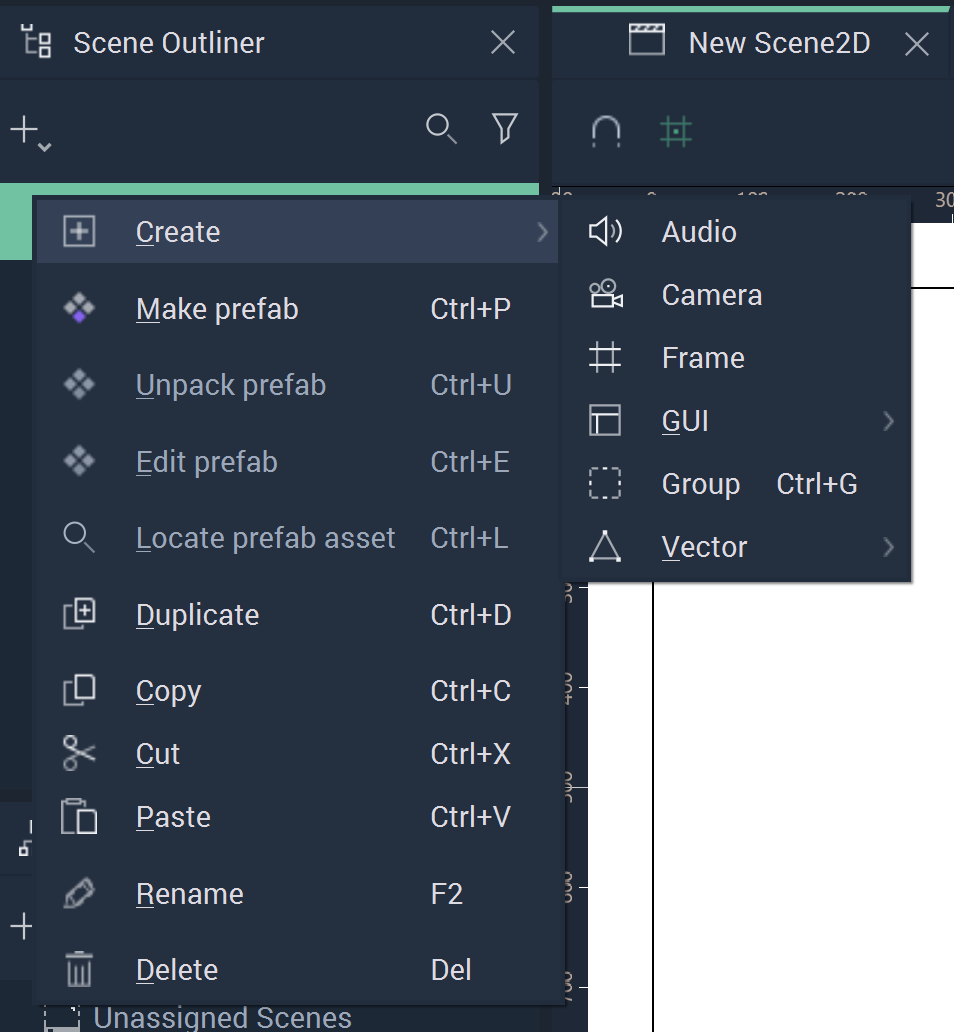 Scene Outliner
New Scene2D
Create
Make prefab Ctrl+P
Unpack prefab Ctrl+U
Edit prefab Ctrl+E
Locate prefab asset Ctrl+L
Duplicate Ctrl+D
Copy Ctrl+C
Cut Ctrl+X
Paste Ctrl+V
Rename F2
Delete Del
Audio
Camera
Frame
GUI
Group Ctrl+G
Vector
400
Unassigned Scenes